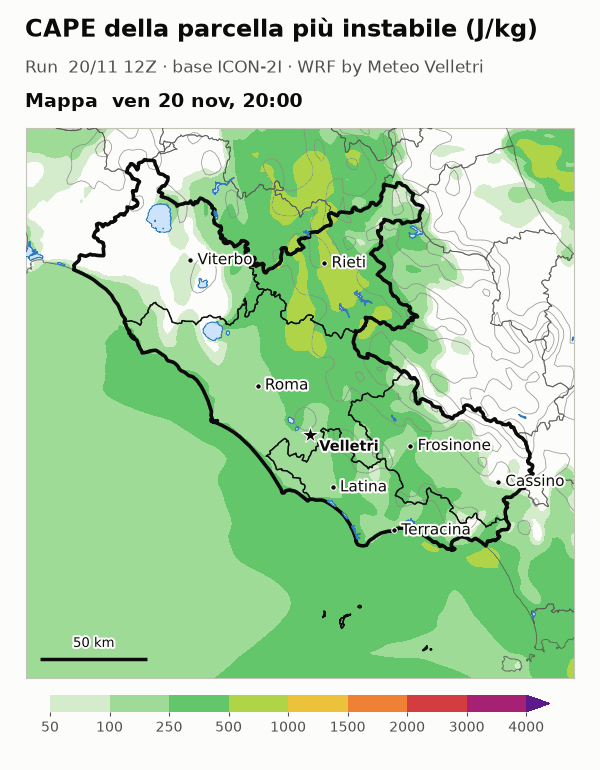 CAPE della parcella più instabile (J/kg)
Run  20/11 12Z · base ICON-2I · WRF by Meteo Velletri
Mappa  ven 20 nov, 20:00
Viterbo
Rieti
Roma
Velletri
Frosinone
Cassino
Latina
Terracina
50 km
50 100 250 500 1000 1500 2000 3000 4000